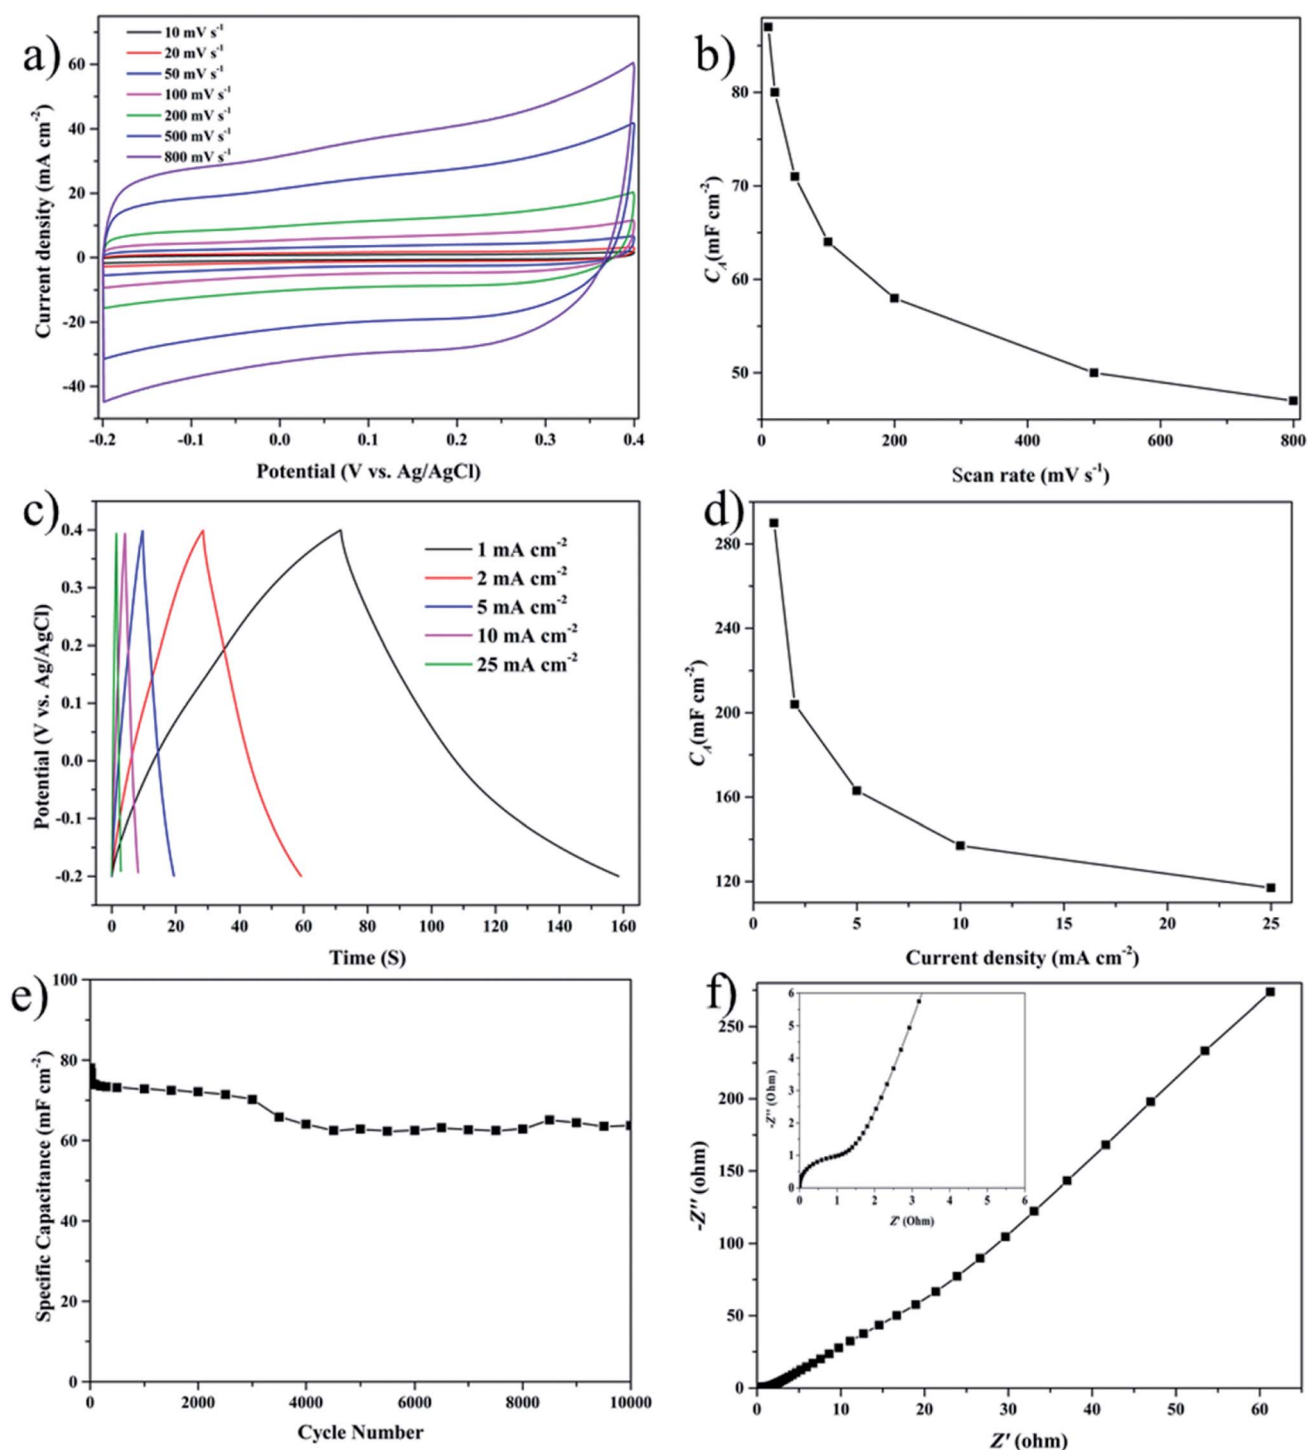 a)
10 mV s⁻¹
20 mV s⁻¹
50 mV s⁻¹
100 mV s⁻¹
200 mV s⁻¹
500 mV s⁻¹
800 mV s⁻¹
Current density (mA cm⁻²)
60
40
20
0
-20
-40
-0.2 -0.1 0.0 0.1 0.2 0.3 0.4
Potential (V vs. Ag/AgCl)
b)
C_A(mF cm⁻²)
80
70
60
50
0 200 400 600 800
Scan rate (mV s⁻¹)
c)
1 mA cm⁻²
2 mA cm⁻²
5 mA cm⁻²
10 mA cm⁻²
25 mA cm⁻²
Potential (V vs. Ag/AgCl)
0.4
0.3
0.2
0.1
0.0
-0.1
-0.2
0 20 40 60 80 100 120 140 160
Time (S)
d)
C_A(mF cm⁻²)
280
240
200
160
120
0 5 10 15 20 25
Current density (mA cm⁻²)
e)
Specific Capacitance (mF cm⁻²)
100
80
60
40
20
0
0 2000 4000 6000 8000 10000
Cycle Number
f)
-Z'' (ohm)
250
200
150
100
50
0
0 10 20 30 40 50 60
Z' (ohm)
-Z'' (Ohm)
6
5
4
3
2
1
0
0 1 2 3 4 5 6
Z' (Ohm)